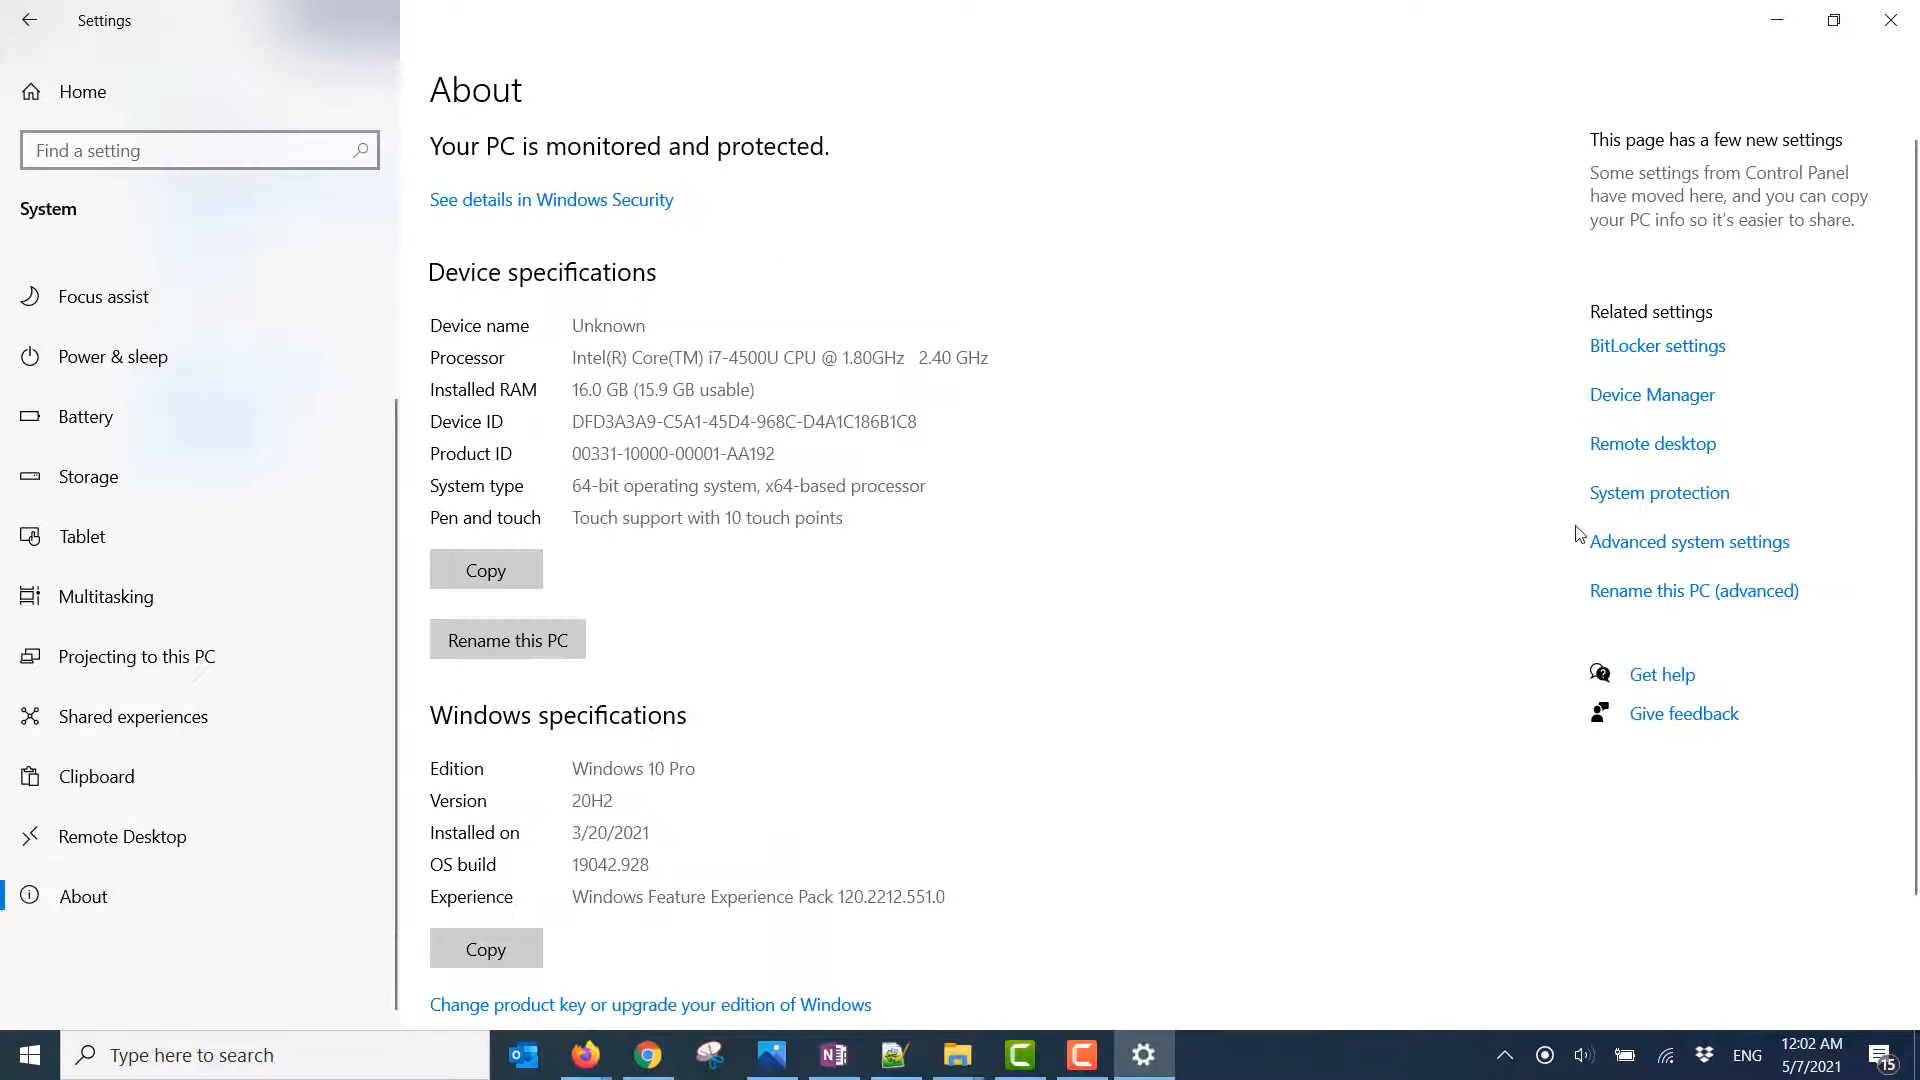 Settings
Home
Find a setting
System
Focus assist
Power & sleep
Battery
Storage
Tablet
Multitasking
Projecting to this PC
Shared experiences
Clipboard
Remote Desktop
About
About
Your PC is monitored and protected.
See details in Windows Security
Device specifications
Device name Unknown
Processor Intel(R) Core(TM) i7-4500U CPU @ 1.80GHz 2.40 GHz
Installed RAM 16.0 GB (15.9 GB usable)
Device ID DFD3A3A9-C5A1-45D4-968C-D4A1C186B1C8
Product ID 00331-10000-00001-AA192
System type 64-bit operating system, x64-based processor
Pen and touch Touch support with 10 touch points
Copy
Rename this PC
Windows specifications
Edition Windows 10 Pro
Version 20H2
Installed on 3/20/2021
OS build 19042.928
Experience Windows Feature Experience Pack 120.2212.551.0
Copy
Change product key or upgrade your edition of Windows
This page has a few new settings
Some settings from Control Panel
have moved here, and you can copy
your PC info so it’s easier to share.
Related settings
BitLocker settings
Device Manager
Remote desktop
System protection
Advanced system settings
Rename this PC (advanced)
Get help
Give feedback
Type here to search
ENG
12:02 AM
5/7/2021
15